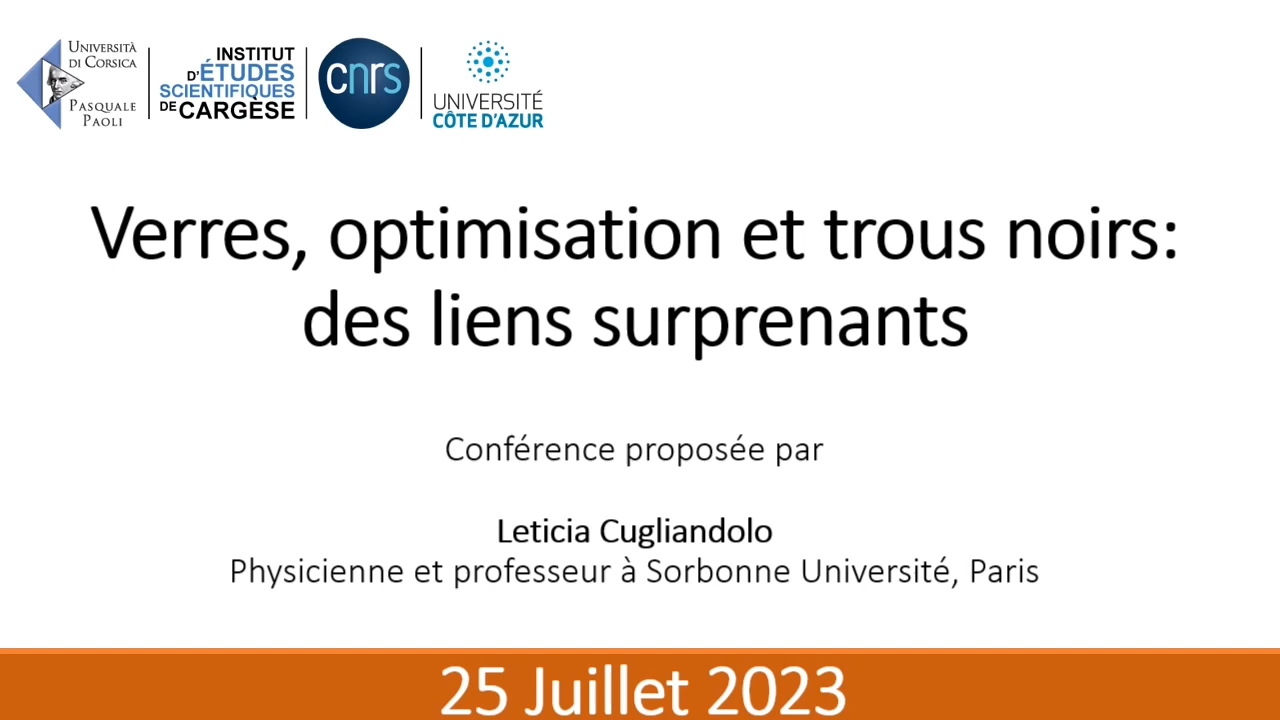 UNIVERSITÀ
DI CORSICA
PASQUALE
PAOLI
INSTITUT
D'ÉTUDES
SCIENTIFIQUES
DE CARGÈSE
cnrs
UNIVERSITÉ
CÔTE D'AZUR
Verres, optimisation et trous noirs:
des liens surprenants
Conférence proposée par
Leticia Cugliandolo
Physicienne et professeur à Sorbonne Université, Paris
25 Juillet 2023